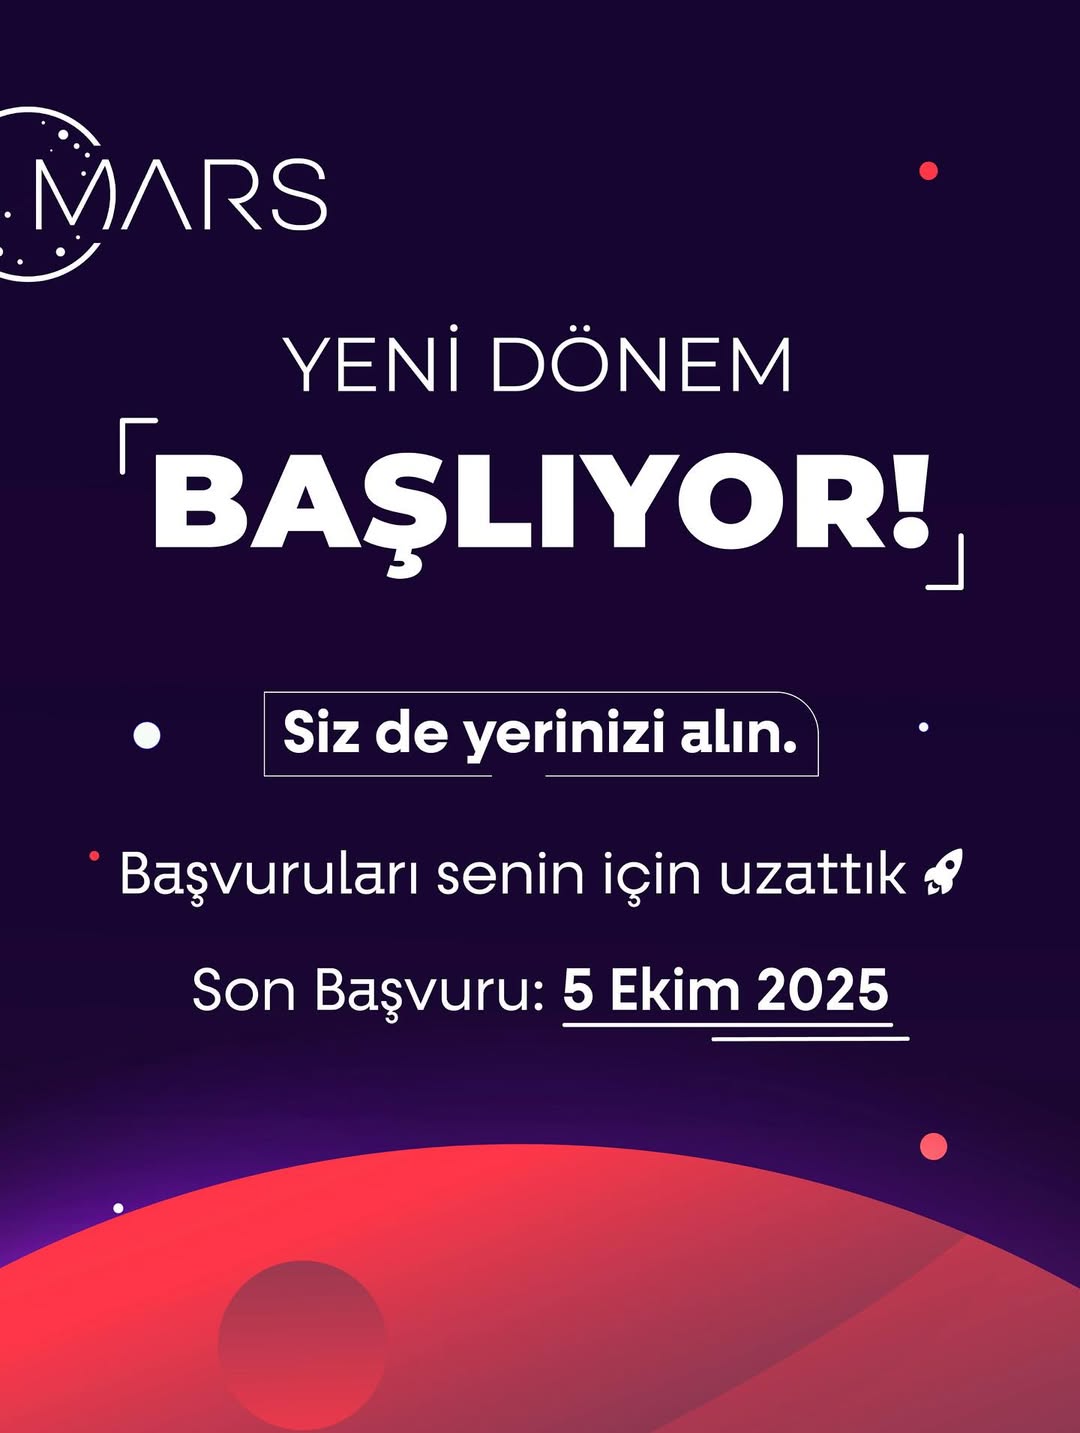 MARS
YENİ DÖNEM
BAŞLIYOR!
Siz de yerinizi alın.
Başvuruları senin için uzattık 🚀
Son Başvuru: 5 Ekim 2025